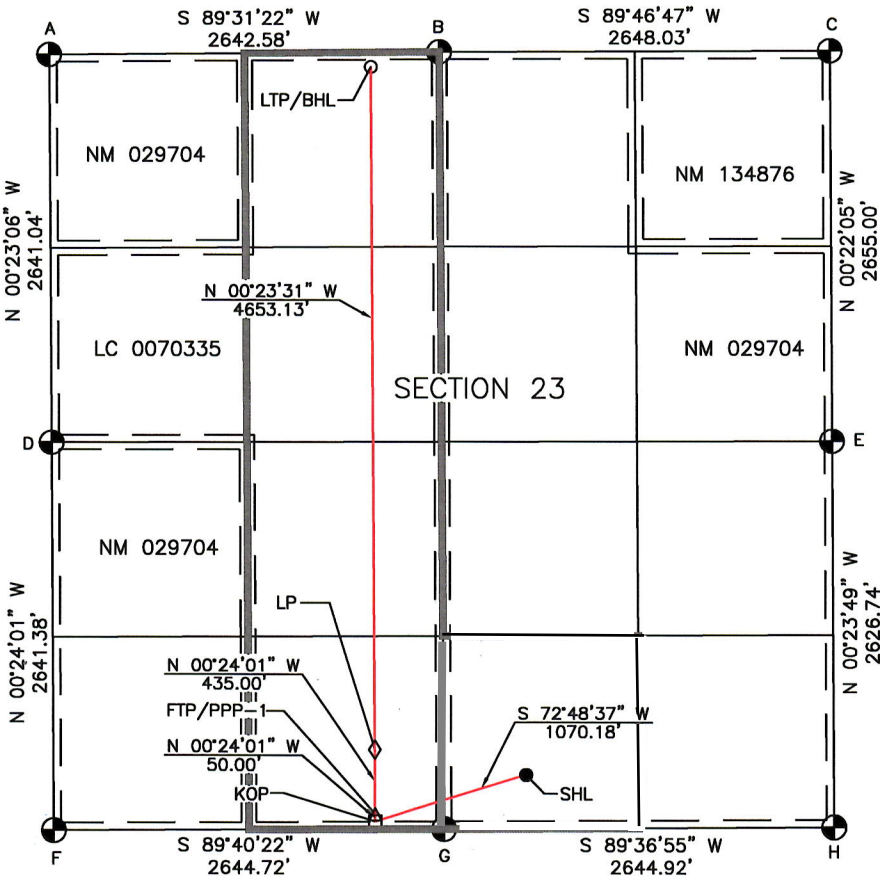 S 89°31'22" W
2642.58'
S 89°46'47" W
2648.03'
A
B
C
LTP/BHL
NM 029704
NM 134876
N 00°23'06" W
2641.04'
N 00°22'05" W
2655.00'
N 00°23'31" W
4653.13'
LC 0070335
NM 029704
SECTION 23
D
E
NM 029704
LP
N 00°24'01" W
2641.38'
N 00°23'49" W
2626.74'
N 00°24'01" W
435.00'
FTP/PPP-1
N 00°24'01" W
50.00'
S 72°48'37" W
1070.18'
KOP
SHL
F
G
H
S 89°40'22" W
2644.72'
S 89°36'55" W
2644.92'